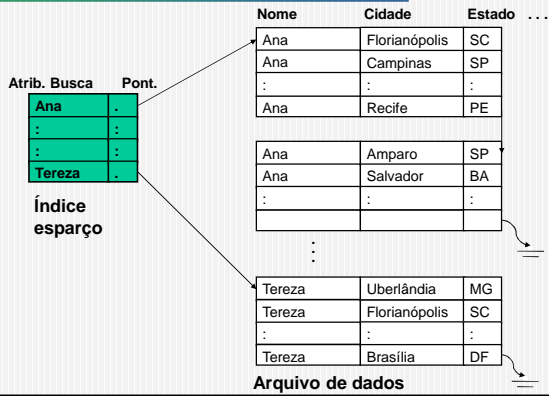 Nome Cidade Estado ...
Ana Florianópolis SC
Ana Campinas SP
: : :
Ana Recife PE
Atrib. Busca Pont.
Ana .
: :
: :
Tereza .
Índice
esparço
Ana Amparo SP
Ana Salvador BA
: : :
Tereza Uberlândia MG
Tereza Florianópolis SC
: : :
Tereza Brasília DF
Arquivo de dados